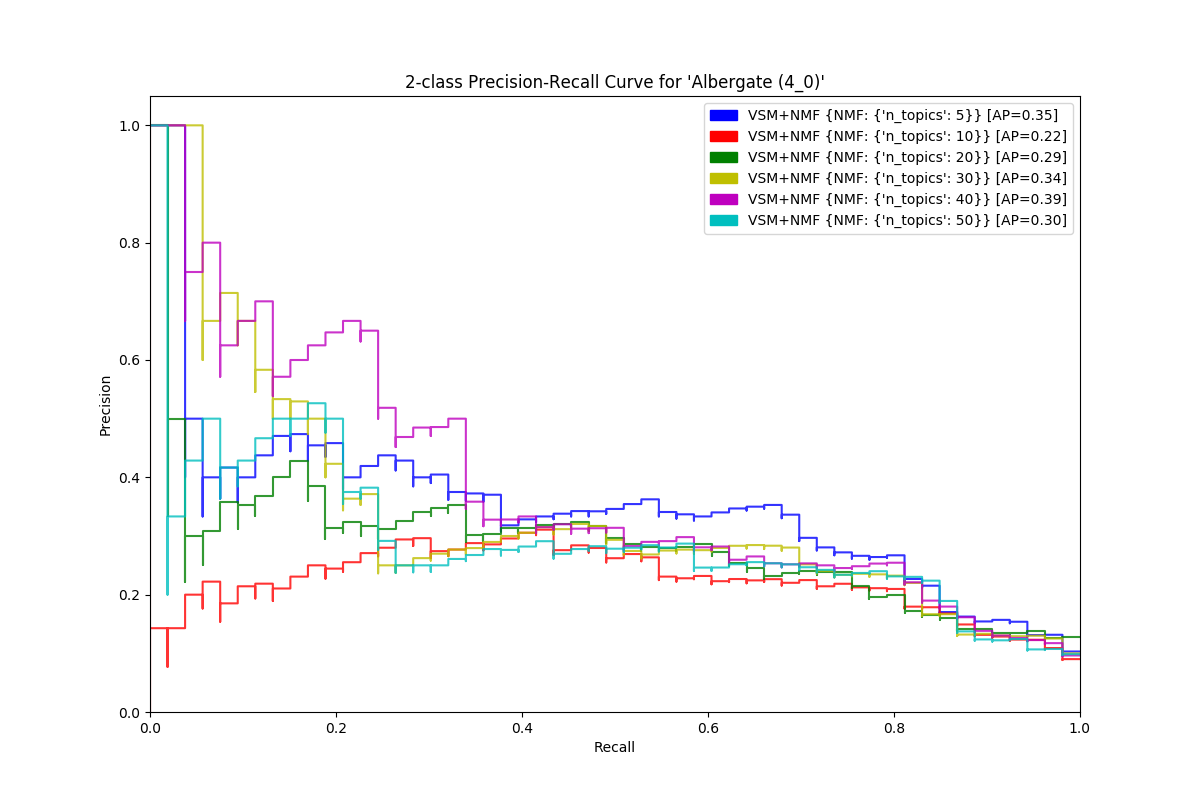 2-class Precision-Recall Curve for 'Albergate (4_0)'
VSM+NMF {NMF: {'n_topics': 5}} [AP=0.35]
VSM+NMF {NMF: {'n_topics': 10}} [AP=0.22]
VSM+NMF {NMF: {'n_topics': 20}} [AP=0.29]
VSM+NMF {NMF: {'n_topics': 30}} [AP=0.34]
VSM+NMF {NMF: {'n_topics': 40}} [AP=0.39]
VSM+NMF {NMF: {'n_topics': 50}} [AP=0.30]
Precision
1.0
0.8
0.6
0.4
0.2
0.0
0.0 0.2 0.4 0.6 0.8 1.0
Recall